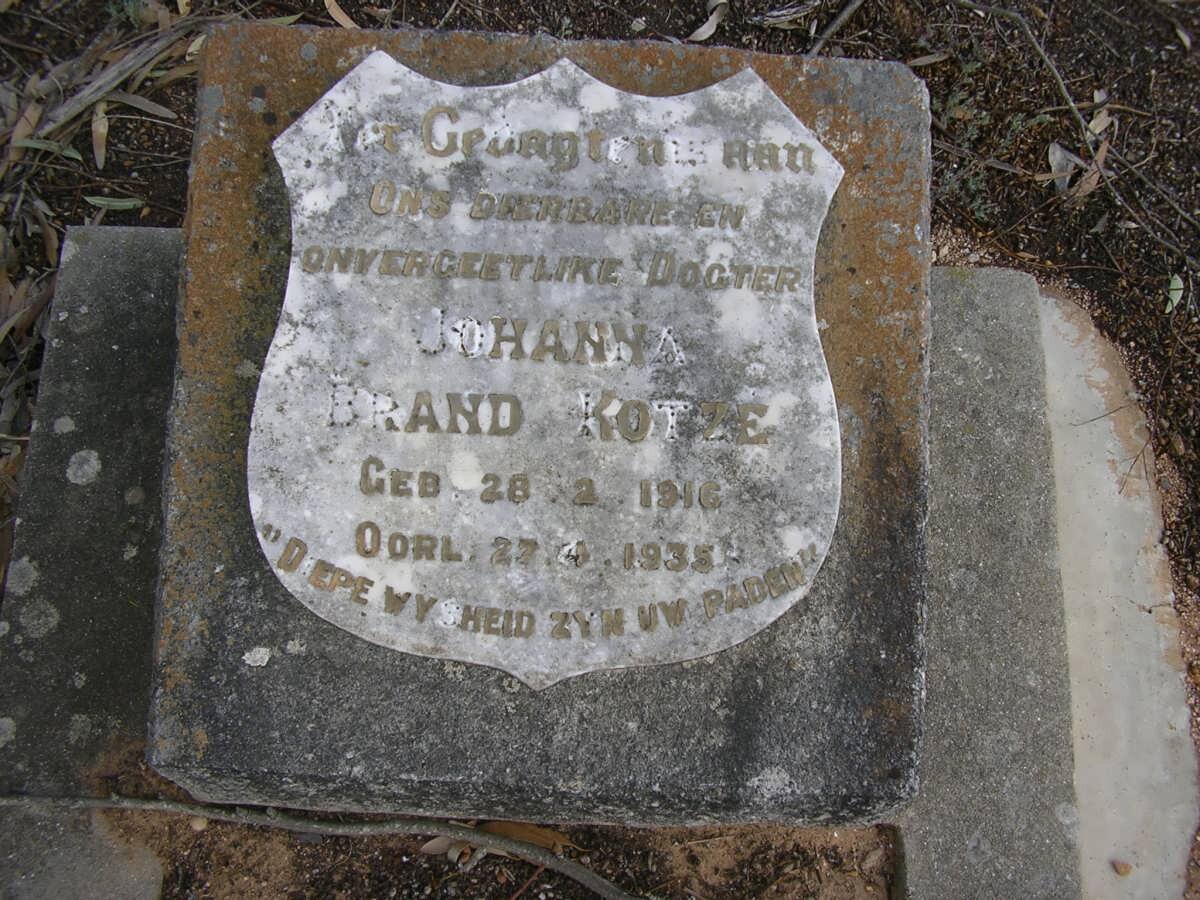 Ter Gedagtenis aan
ONS DIERBARE EN
ONVERGEETLIKE DOGTER
JOHANNA
BRAND KOTZE
GEB. 28 2 1916
OORL. 27.4.1935
"DIEPE WYSHEID ZYN UW PADEN"